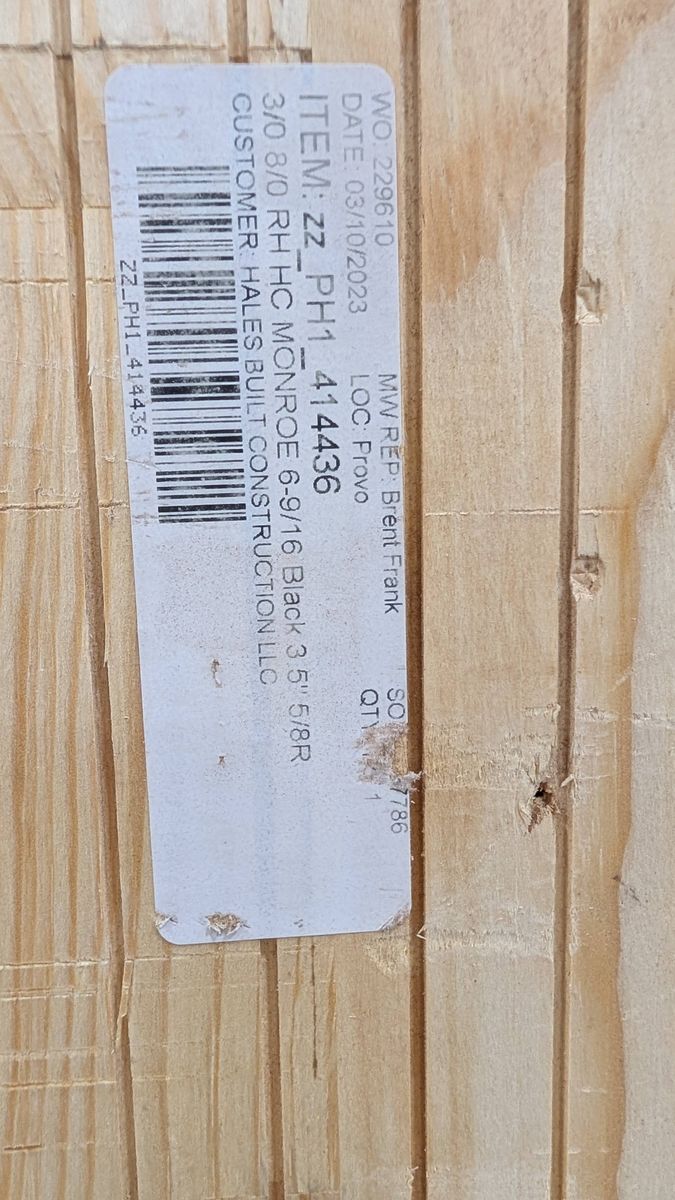 WO: 229610 MW REP: Brent Frank SO 7786
DATE: 03/10/2023 LOC: Provo QTY 1
ITEM: zz_PH1_414436
3/0 8/0 RH HC MONROE 6-9/16 Black 3.5" 5/8R
CUSTOMER: HALES BUILT CONSTRUCTION LLC
ZZ_PH1_414436